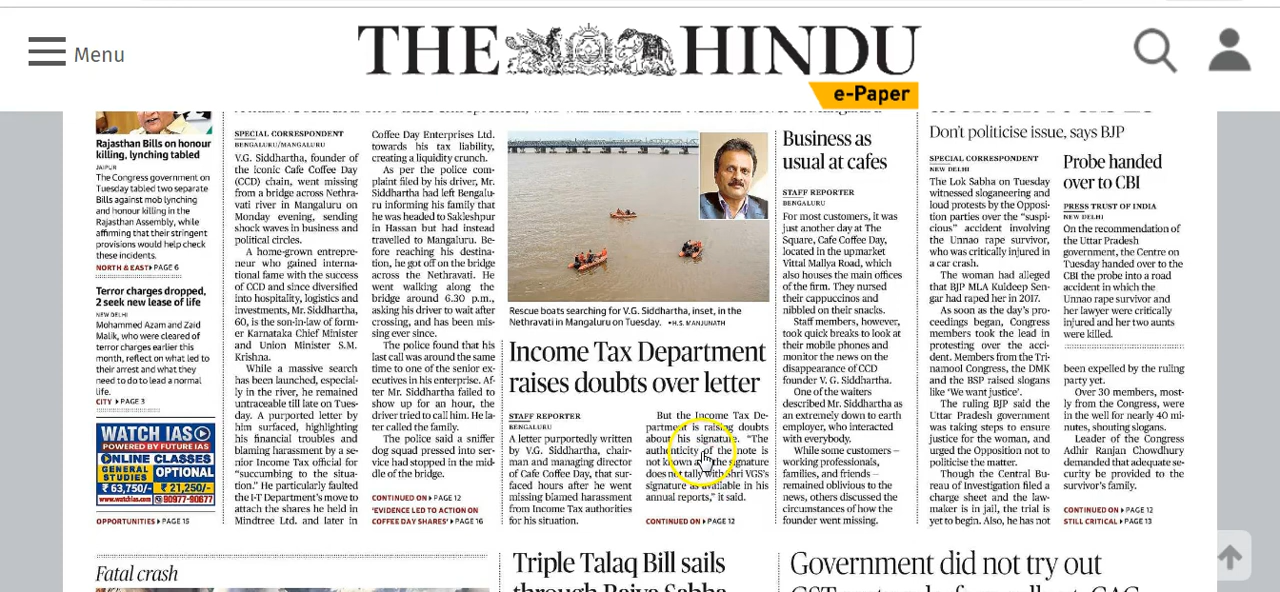 Menu
THE HINDU
e-Paper
Rajasthan Bills on honour
killing, lynching tabled
JAIPUR
The Congress government on
Tuesday tabled two separate
Bills against mob lynching
and honour killing in the
Rajasthan Assembly, while
affirming that their stringent
provisions would help check
these incidents.
NORTH & EAST PAGE 6
Terror charges dropped,
2 seek new lease of life
NEW DELHI
Mohammed Azam and Zaid
Malik, who were cleared of
terror charges earlier this
month, reflect on what led to
their arrest and what they
need to do to lead a normal
life.
CITY PAGE 3
WATCH IAS
POWERED BY FUTURE IAS
ONLINE CLASSES
GENERAL STUDIES
OPTIONAL
₹ 63,750/-
₹ 21,250/-
www.watchias.com
90977-90877
OPPORTUNITIES PAGE 15
SPECIAL CORRESPONDENT
BENGALURU/MANGALURU
V.G. Siddhartha, founder of
the iconic Cafe Coffee Day
(CCD) chain, went missing
from a bridge across Nethra-
vati river in Mangaluru on
Monday evening, sending
shock waves in business and
political circles.
A home-grown entrepre-
neur who gained interna-
tional fame with the success
of CCD and since diversified
into hospitality, logistics and
investments, Mr. Siddhartha,
60, is the son-in-law of form-
er Karnataka Chief Minister
and Union Minister S.M.
Krishna.
While a massive search
has been launched, especial-
ly in the river, he remained
untraceable till late on Tues-
day. A purported letter by
him surfaced, highlighting
his financial troubles and
blaming harassment by a se-
nior Income Tax official for
“succumbing to the situa-
tion.” He particularly faulted
the I-T Department’s move to
attach the shares he held in
Mindtree Ltd. and later in
Coffee Day Enterprises Ltd.
towards his tax liability,
creating a liquidity crunch.
As per the police com-
plaint filed by his driver, Mr.
Siddhartha had left Bengalu-
ru informing his family that
he was headed to Sakleshpur
in Hassan but had instead
travelled to Mangaluru. Be-
fore reaching his destina-
tion, he got off on the bridge
across the Nethravati. He
went walking along the
bridge around 6.30 p.m.,
asking his driver to wait after
crossing, and has been mis-
sing ever since.
The police found that his
last call was around the same
time to one of the senior ex-
ecutives in his enterprise. Af-
ter Mr. Siddhartha failed to
show up for an hour, the
driver tried to call him. He la-
ter called the family.
The police said a sniffer
dog squad pressed into ser-
vice had stopped in the mid-
dle of the bridge.
CONTINUED ON PAGE 12
‘EVIDENCE LED TO ACTION ON
COFFEE DAY SHARES’ PAGE 16
Rescue boats searching for V.G. Siddhartha, inset, in the
Nethravati in Mangaluru on Tuesday. •H.S. MANJUNATH
Income Tax Department
raises doubts over letter
STAFF REPORTER
BENGALURU
A letter purportedly written
by V.G. Siddhartha, chair-
man and managing director
of Cafe Coffee Day, that sur-
faced hours after he went
missing blamed harassment
from Income Tax authorities
for his situation.
But the Income Tax De-
partment raising doubts
about his signature. “The
authenticity of the note is
not known the signature
does not tally with Shri VGS’s
signature as available in his
annual reports,” it said.
CONTINUED ON PAGE 12
Business as
usual at cafes
STAFF REPORTER
BENGALURU
For most customers, it was
just another day at The
Square, Cafe Coffee Day,
located in the upmarket
Vittal Mallya Road, which
also houses the main offices
of the firm. They nursed
their cappuccinos and
nibbled on their snacks.
Staff members, however,
took quick breaks to look at
their mobile phones and
monitor the news on the
disappearance of CCD
founder V. G. Siddhartha.
One of the waiters
described Mr. Siddhartha as
an extremely down to earth
employer, who interacted
with everybody.
While some customers –
working professionals,
families, and friends –
remained oblivious to the
news, others discussed the
circumstances of how the
founder went missing.
Don’t politicise issue, says BJP
SPECIAL CORRESPONDENT
NEW DELHI
The Lok Sabha on Tuesday
witnessed sloganeering and
loud protests by the Opposi-
tion parties over the “suspi-
cious” accident involving
the Unnao rape survivor,
who was critically injured in
a car crash.
The woman had alleged
that BJP MLA Kuldeep Sen-
gar had raped her in 2017.
As soon as the day’s pro-
ceedings began, Congress
members took the lead in
protesting over the acci-
dent. Members from the Tri-
namool Congress, the DMK
and the BSP raised slogans
like ‘We want justice’.
The ruling BJP said the
Uttar Pradesh government
was taking steps to ensure
justice for the woman, and
urged the Opposition not to
politicise the matter.
Though the Central Bu-
reau of Investigation filed a
charge sheet and the law-
maker is in jail, the trial is
yet to begin. Also, he has not
Probe handed
over to CBI
PRESS TRUST OF INDIA
NEW DELHI
On the recommendation of
the Uttar Pradesh
government, the Centre on
Tuesday handed over to the
CBI the probe into a road
accident in which the
Unnao rape survivor and
her lawyer were critically
injured and her two aunts
were killed.
been expelled by the ruling
party yet.
Over 30 members, most-
ly from the Congress, were
in the well for nearly 40 mi-
nutes, shouting slogans.
Leader of the Congress
Adhir Ranjan Chowdhury
demanded that adequate se-
curity be provided to the
survivor’s family.
CONTINUED ON PAGE 12
STILL CRITICAL PAGE 13
Fatal crash
Triple Talaq Bill sails
through Rajya Sabha
Government did not try out